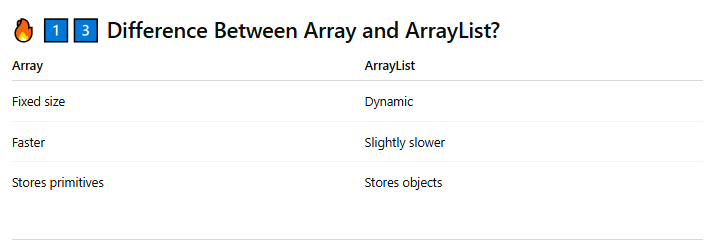 🔥 1️⃣3️⃣ Difference Between Array and ArrayList?
Array ArrayList
Fixed size Dynamic
Faster Slightly slower
Stores primitives Stores objects